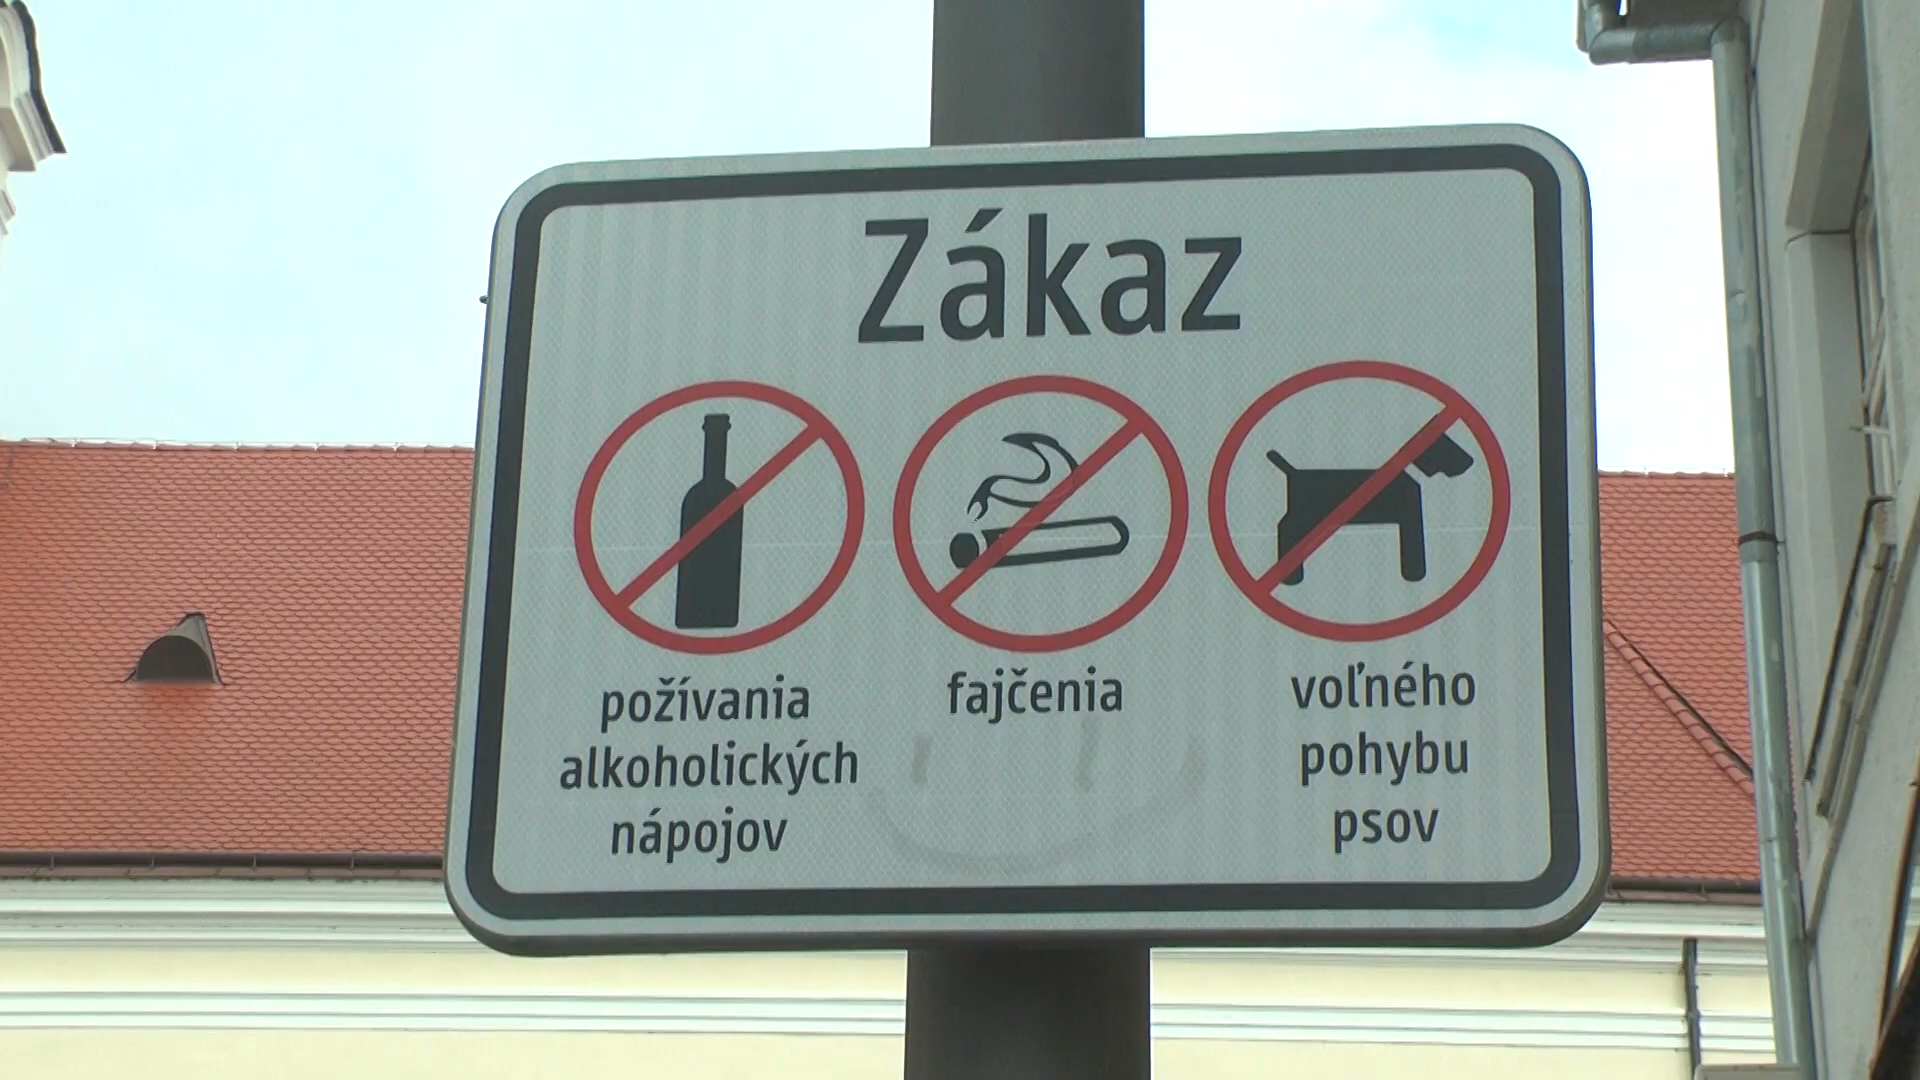 Zákaz
požívania
alkoholických
nápojov
fajčenia
voľného
pohybu
psov